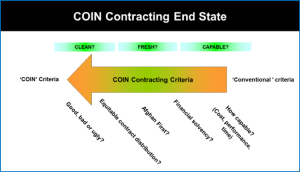 COIN Contracting End State
CLEAN?
FRESH?
CAPABLE?
'COIN' Criteria
COIN Contracting Criteria
'Conventional ' criteria
Good, bad or ugly?
Equitable contract distribution?
Afghan First?
Financial solvency?
How capable?
(Cost, performance,
time)